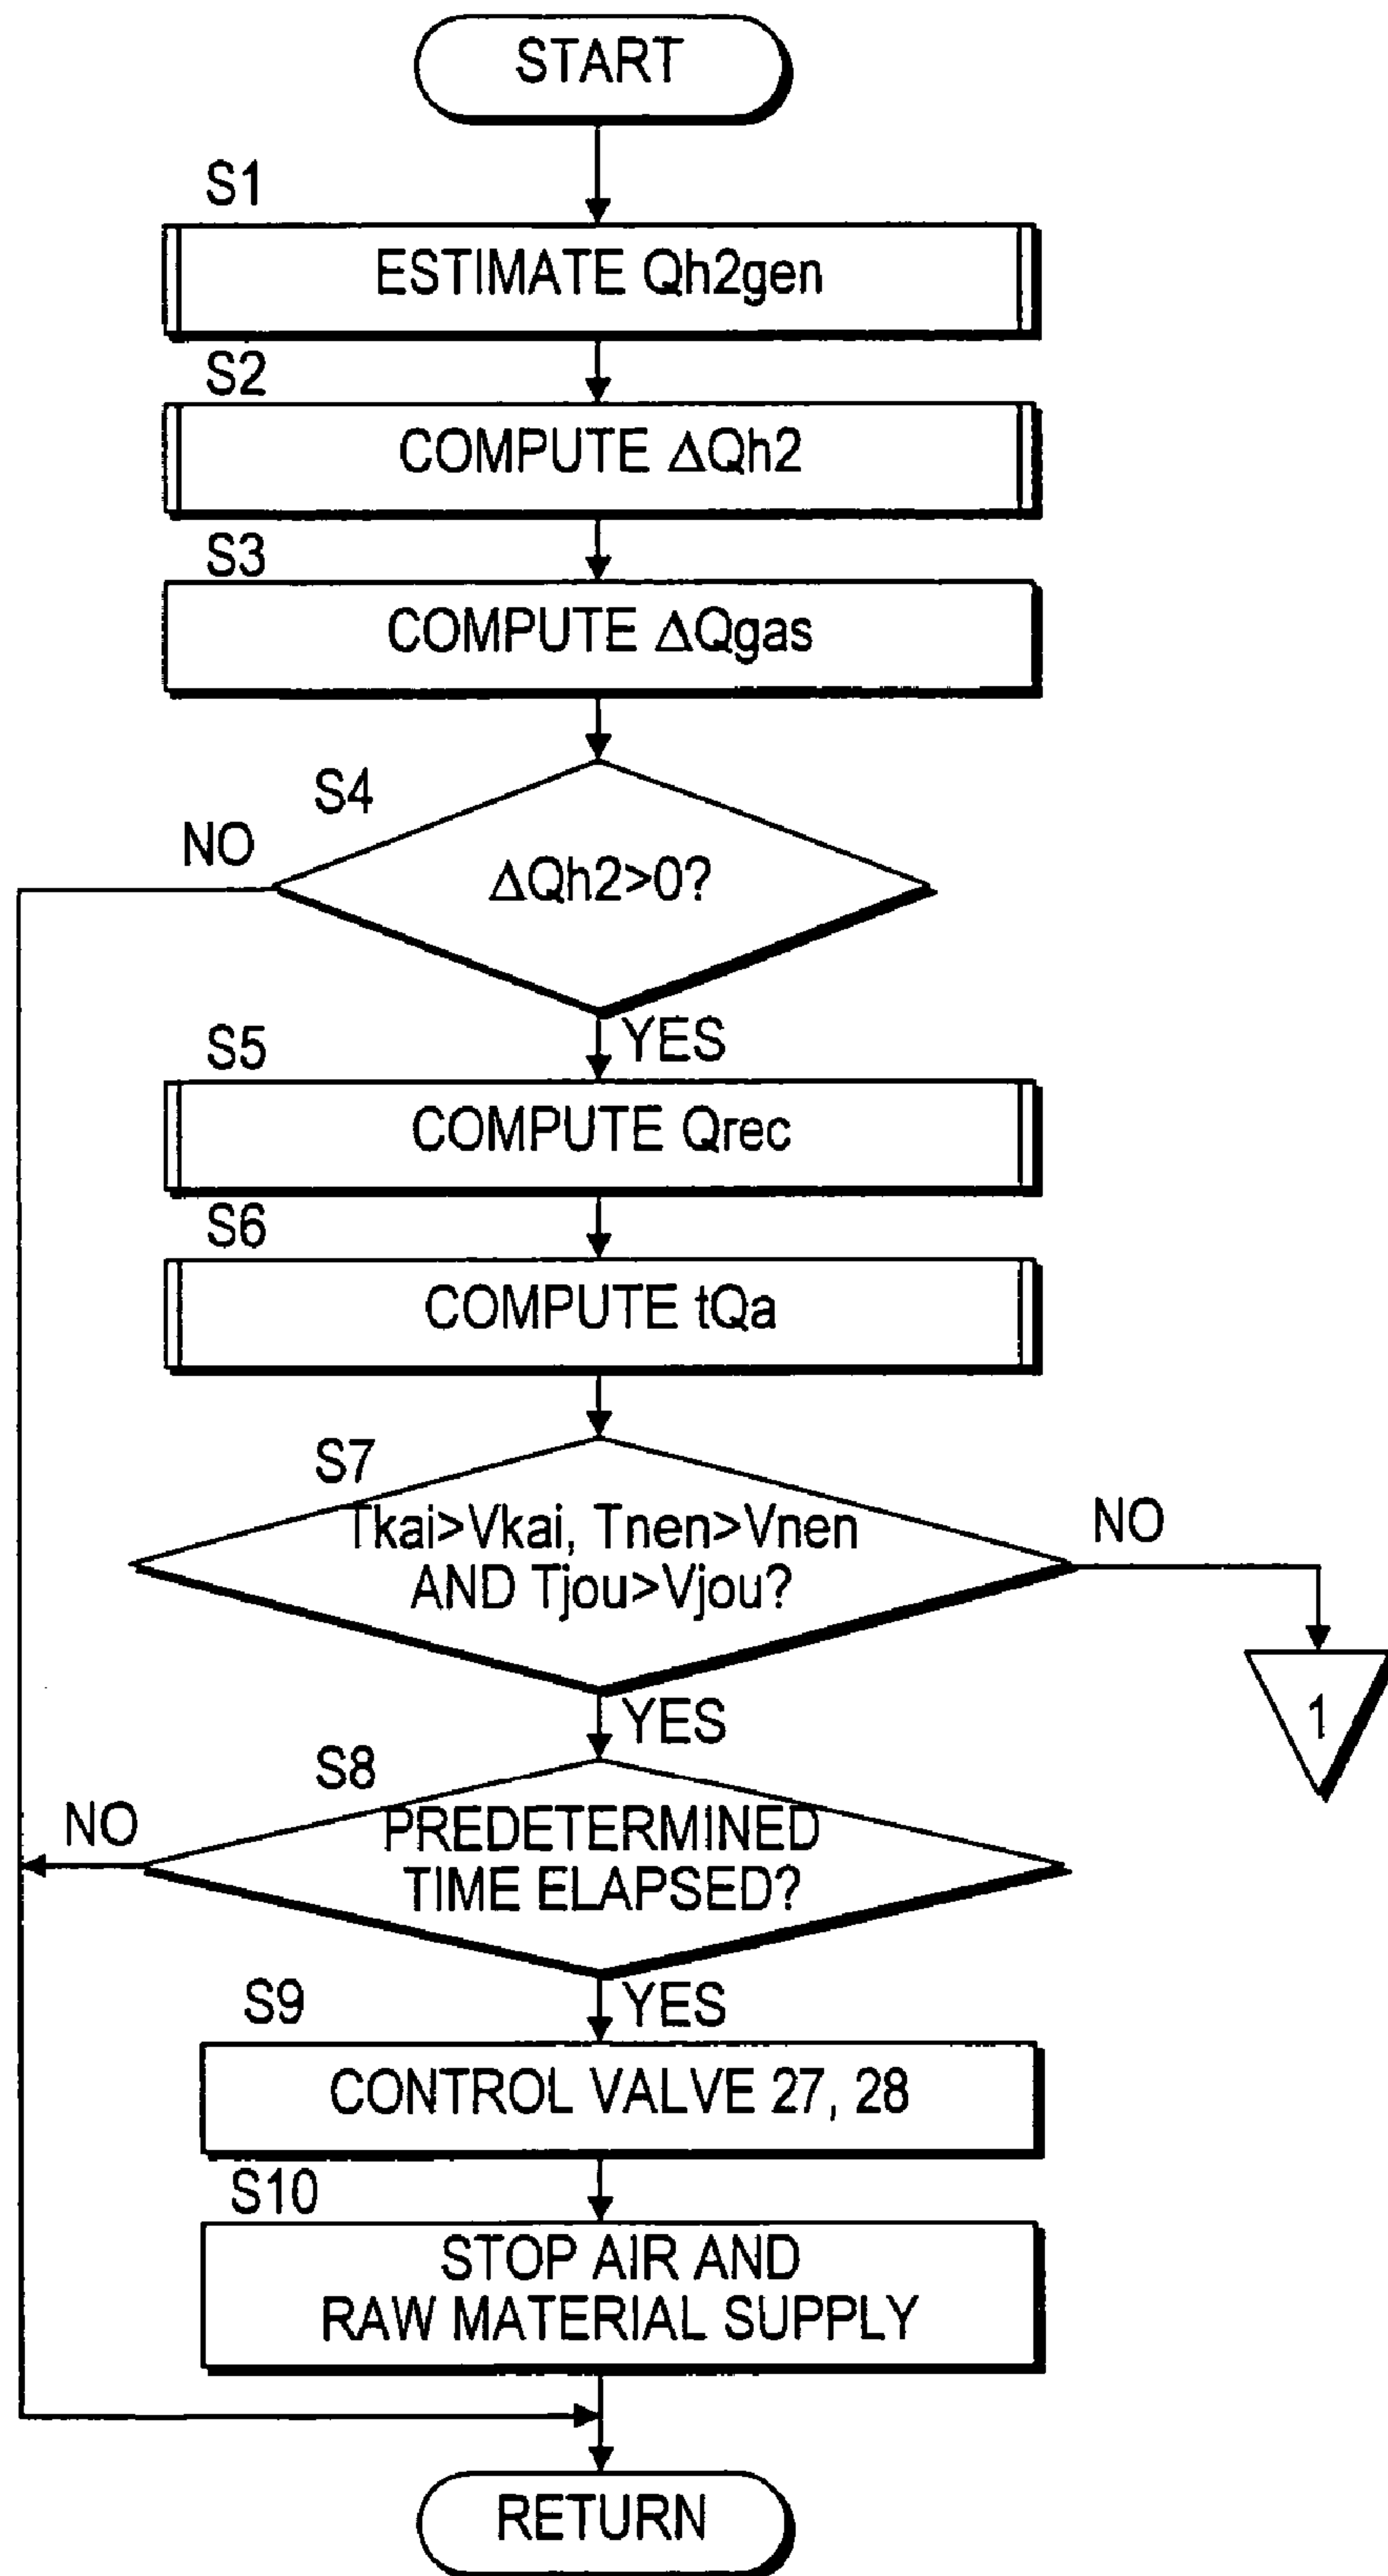 START
S1
ESTIMATE Qh2gen
S2
COMPUTE ΔQh2
S3
COMPUTE ΔQgas
S4
NO
ΔQh2>0?
YES
S5
COMPUTE Qrec
S6
COMPUTE tQa
S7
Tkai>Vkai, Tnen>Vnen
AND Tjou>Vjou?
NO
1
YES
S8
NO
PREDETERMINED
TIME ELAPSED?
YES
S9
CONTROL VALVE 27, 28
S10
STOP AIR AND
RAW MATERIAL SUPPLY
RETURN